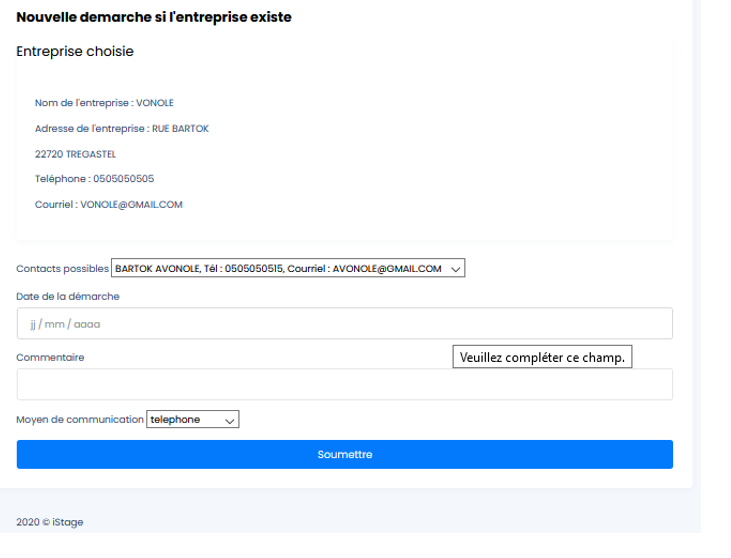 Nouvelle demarche si l'entreprise existe
Entreprise choisie
Nom de l'entreprise : VONOLE
Adresse de l'entreprise : RUE BARTOK
22720 TREGASTEL
Teléphone : 0505050505
Courriel : VONOLE@GMAIL.COM
Contacts possibles BARTOK AVONOLE, Tél : 0505050515, Courriel : AVONOLE@GMAIL.COM
Date de la démarche
jj / mm / aaaa
Commentaire
Veuillez compléter ce champ.
Moyen de communication telephone
Soumettre
2020 © iStage